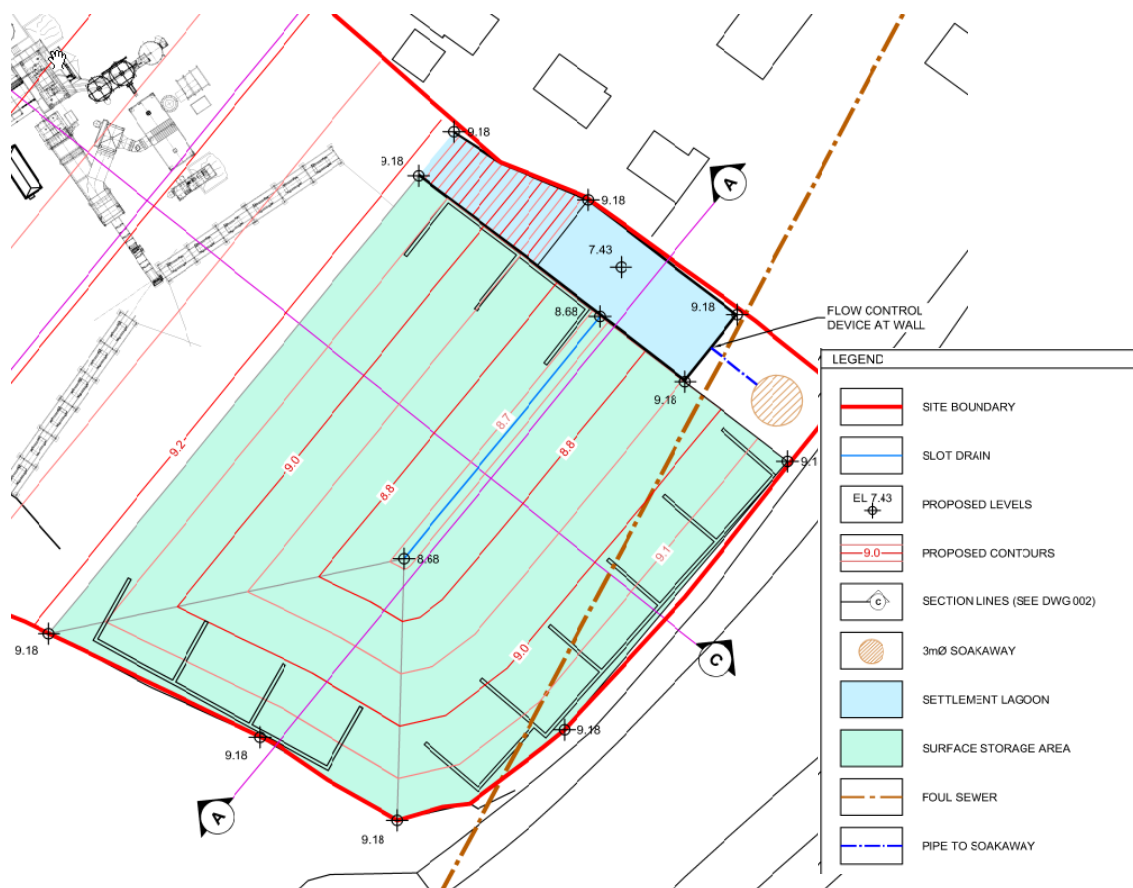 9.18
9.18
9.18
A
7.43
9.18
8.68
FLOW CONTROL
DEVICE AT WALL
LEGEND
9.18
SITE BOUNDARY
8.7
9.2
8.8
SLOT DRAIN
9.0
9.1
8.8
EL 7.43
PROPOSED LEVELS
9.1
9.0
PROPOSED CONTOURS
8.68
C
SECTION LINES (SEE DWG 002)
9.18
9.0
C
3mØ SOAKAWAY
SETTLEMENT LAGOON
9.18
9.18
SURFACE STORAGE AREA
A
FOUL SEWER
9.18
PIPE TO SOAKAWAY